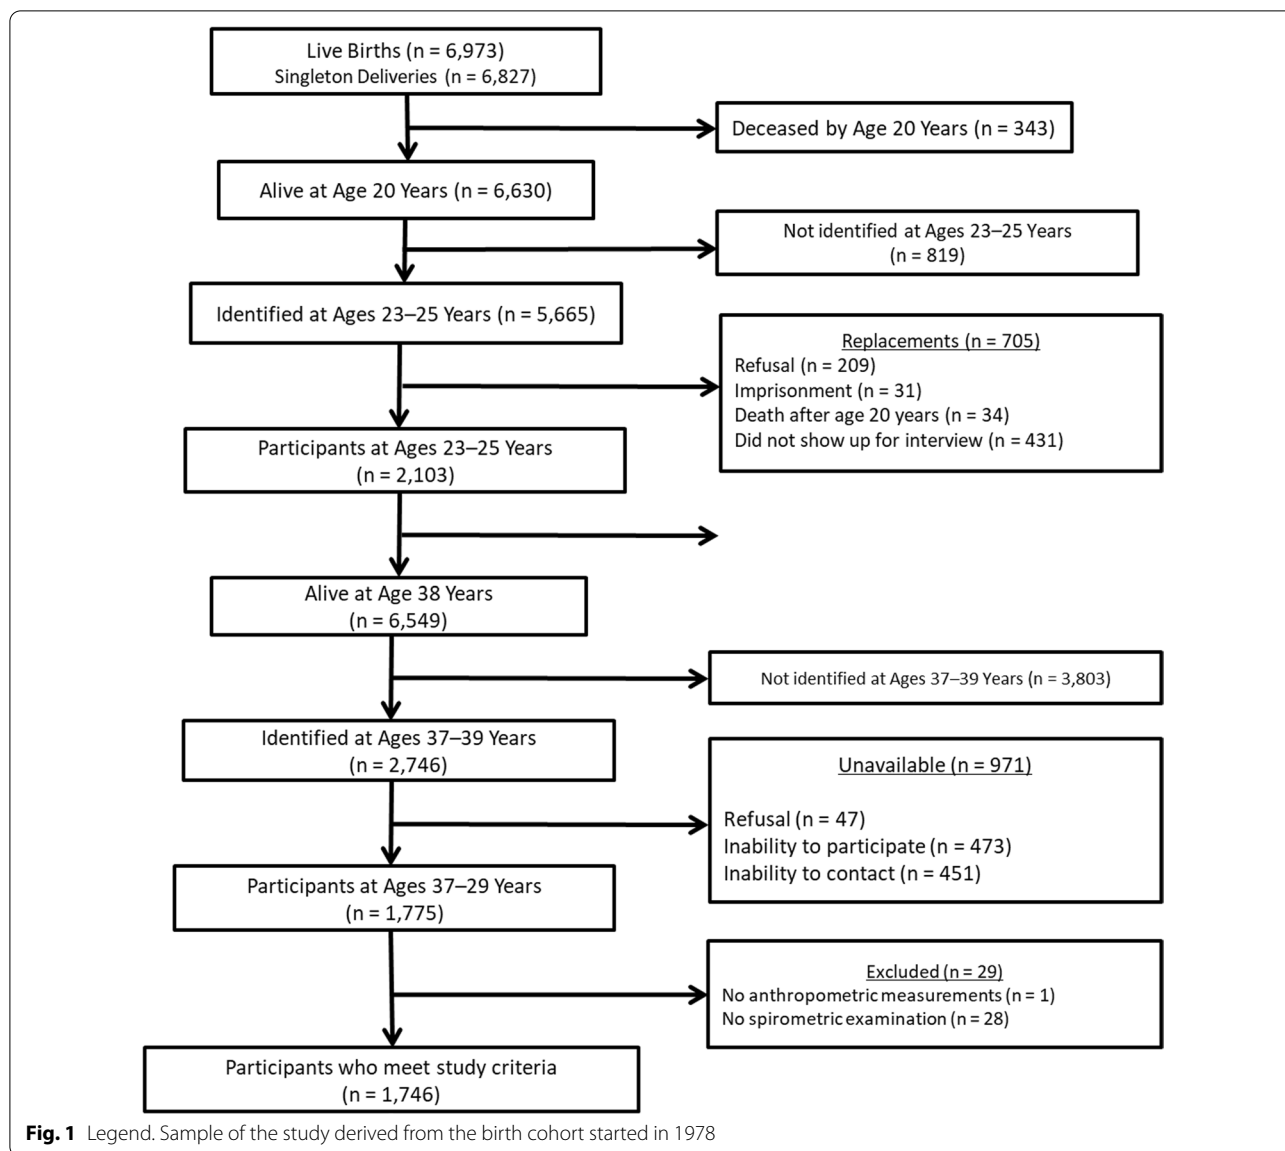 Live Births (n = 6,973)
Singleton Deliveries (n = 6,827)
Deceased by Age 20 Years (n = 343)
Alive at Age 20 Years (n = 6,630)
Not identified at Ages 23–25 Years
(n = 819)
Identified at Ages 23–25 Years (n = 5,665)
Replacements (n = 705)
Refusal (n = 209)
Imprisonment (n = 31)
Death after age 20 years (n = 34)
Did not show up for interview (n = 431)
Participants at Ages 23–25 Years
(n = 2,103)
Alive at Age 38 Years
(n = 6,549)
Not identified at Ages 37–39 Years (n = 3,803)
Identified at Ages 37–39 Years
(n = 2,746)
Unavailable (n = 971)
Refusal (n = 47)
Inability to participate (n = 473)
Inability to contact (n = 451)
Participants at Ages 37–29 Years
(n = 1,775)
Excluded (n = 29)
No anthropometric measurements (n = 1)
No spirometric examination (n = 28)
Participants who meet study criteria
(n = 1,746)
Fig. 1 Legend. Sample of the study derived from the birth cohort started in 1978